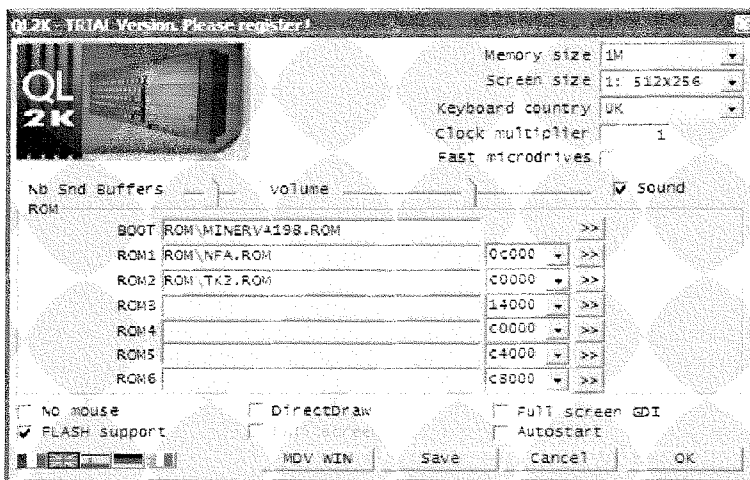 QL2K - TRIAL Version. Please register!
QL
2K
Memory size 1M
Screen size 1: 512x256
Keyboard country UK
Clock multiplier 1
Fast microdrives
Nb Snd Buffers Volume Sound
ROM
BOOT ROM\MINERVA198.ROM >>
ROM1 ROM\NFA.ROM 0C000 >>
ROM2 ROM\TK2.ROM C0000 >>
ROM3 14000 >>
ROM4 C0000 >>
ROM5 C4000 >>
ROM6 C8000 >>
No mouse DirectDraw Full screen GDI
FLASH support Autostart
MDV WIN Save Cancel OK